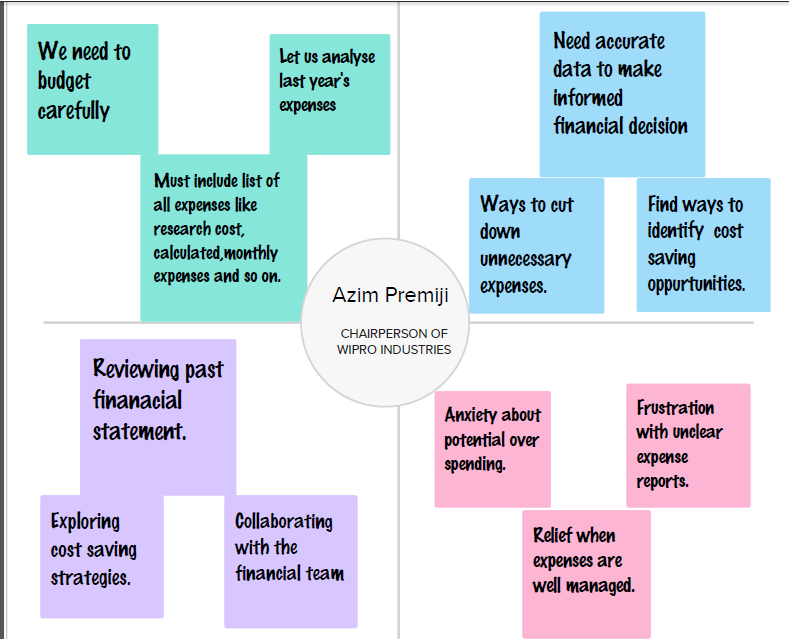 We need to
budget
carefully
Let us analyse
last year's
expenses
Must include list of
all expenses like
research cost,
calculated,monthly
expenses and so on.
Need accurate
data to make
informed
financial decision
Ways to cut
down
unnecessary
expenses.
Find ways to
identify cost
saving
oppurtunities.
Azim Premiji
CHAIRPERSON OF
WIPRO INDUSTRIES
Reviewing past
finanacial
statement.
Exploring
cost saving
strategies.
Collaborating
with the
financial team
Anxiety about
potential over
spending.
Frustration
with unclear
expense
reports.
Relief when
expenses are
well managed.